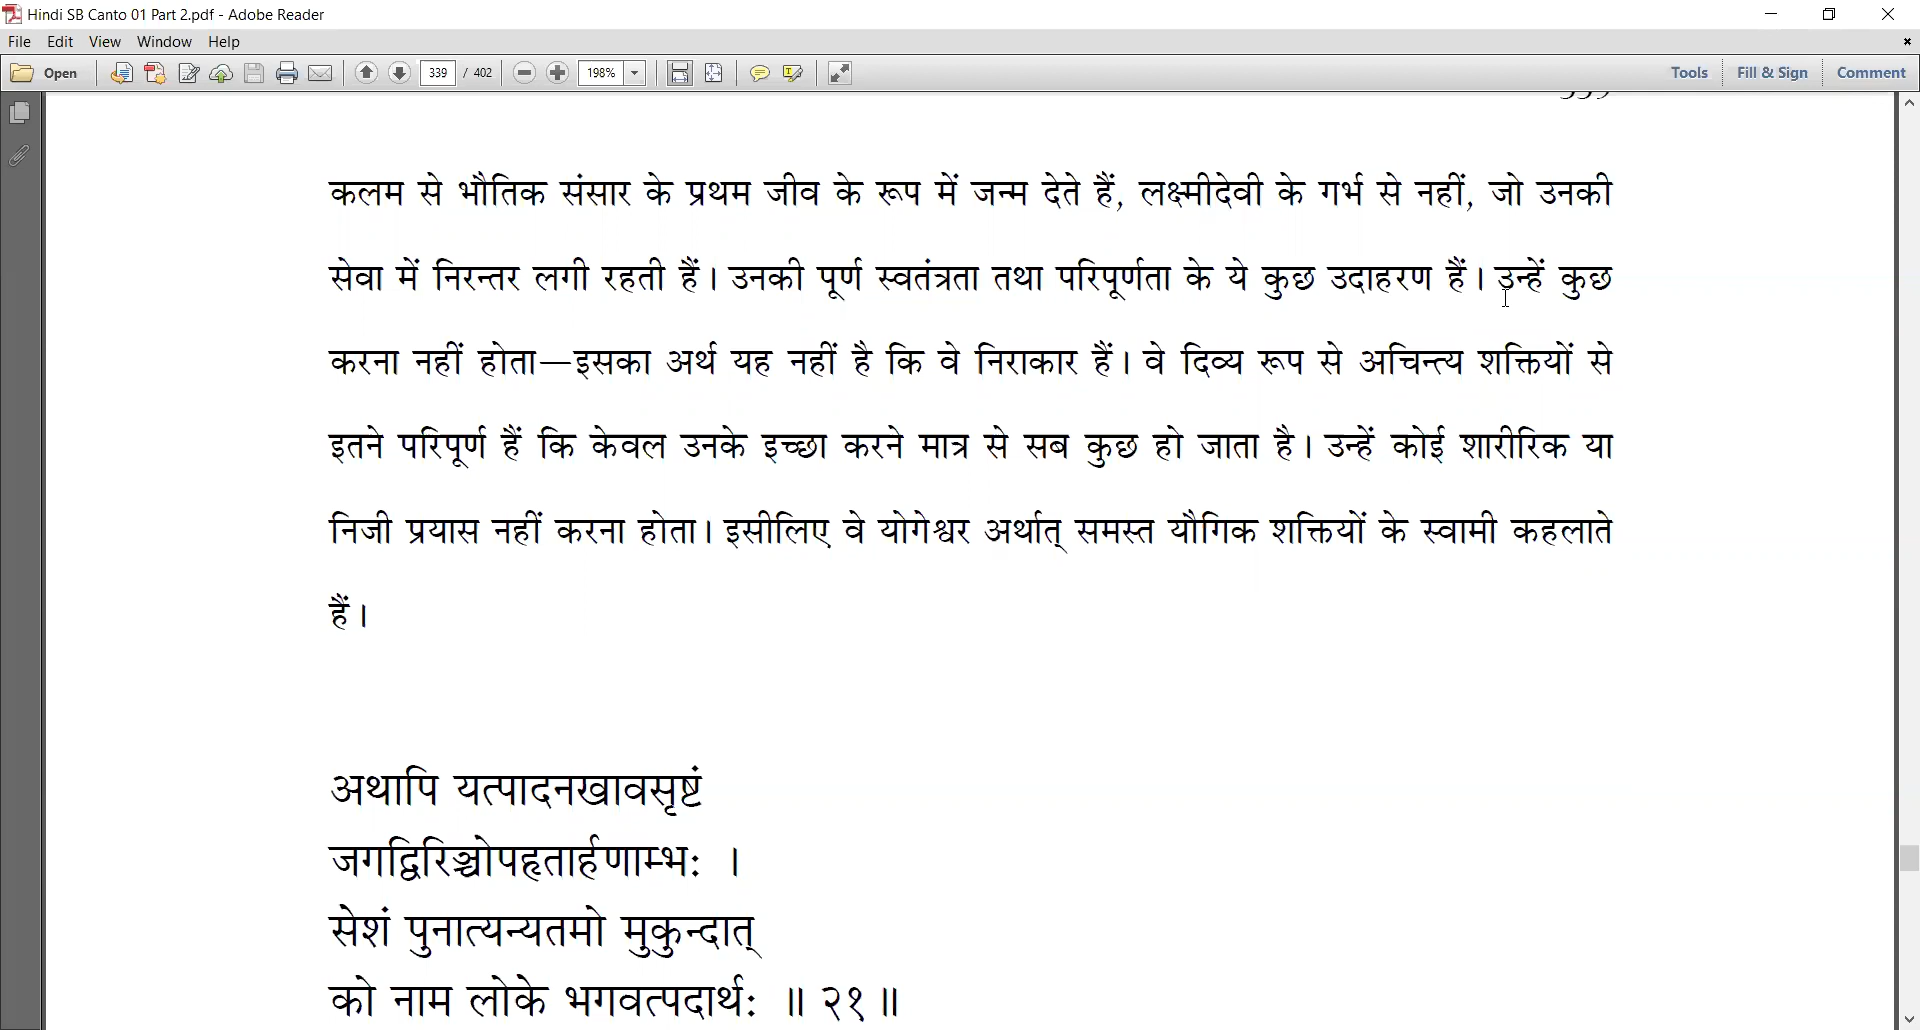 Hindi SB Canto 01 Part 2.pdf - Adobe Reader
File Edit View Window Help
Open 339 / 402 198% Tools Fill & Sign Comment
कलम से भौतिक संसार के प्रथम जीव के रूप में जन्म देते हैं, लक्ष्मीदेवी के गर्भ से नहीं, जो उनकी
सेवा में निरन्तर लगी रहती हैं। उनकी पूर्ण स्वतंत्रता तथा परिपूर्णता के ये कुछ उदाहरण हैं। उन्हें कुछ
करना नहीं होता—इसका अर्थ यह नहीं है कि वे निराकार हैं। वे दिव्य रूप से अचिन्त्य शक्तियों से
इतने परिपूर्ण हैं कि केवल उनके इच्छा करने मात्र से सब कुछ हो जाता है। उन्हें कोई शारीरिक या
निजी प्रयास नहीं करना होता। इसीलिए वे योगेश्वर अर्थात् समस्त यौगिक शक्तियों के स्वामी कहलाते
हैं।
अथापि यत्पादनखावसृष्टं
जगद्विरिञ्चोपहृतार्हणाम्भः ।
सेशं पुनात्यन्यतमो मुकुन्दात्
को नाम लोके भगवत्पदार्थः ॥ २१॥